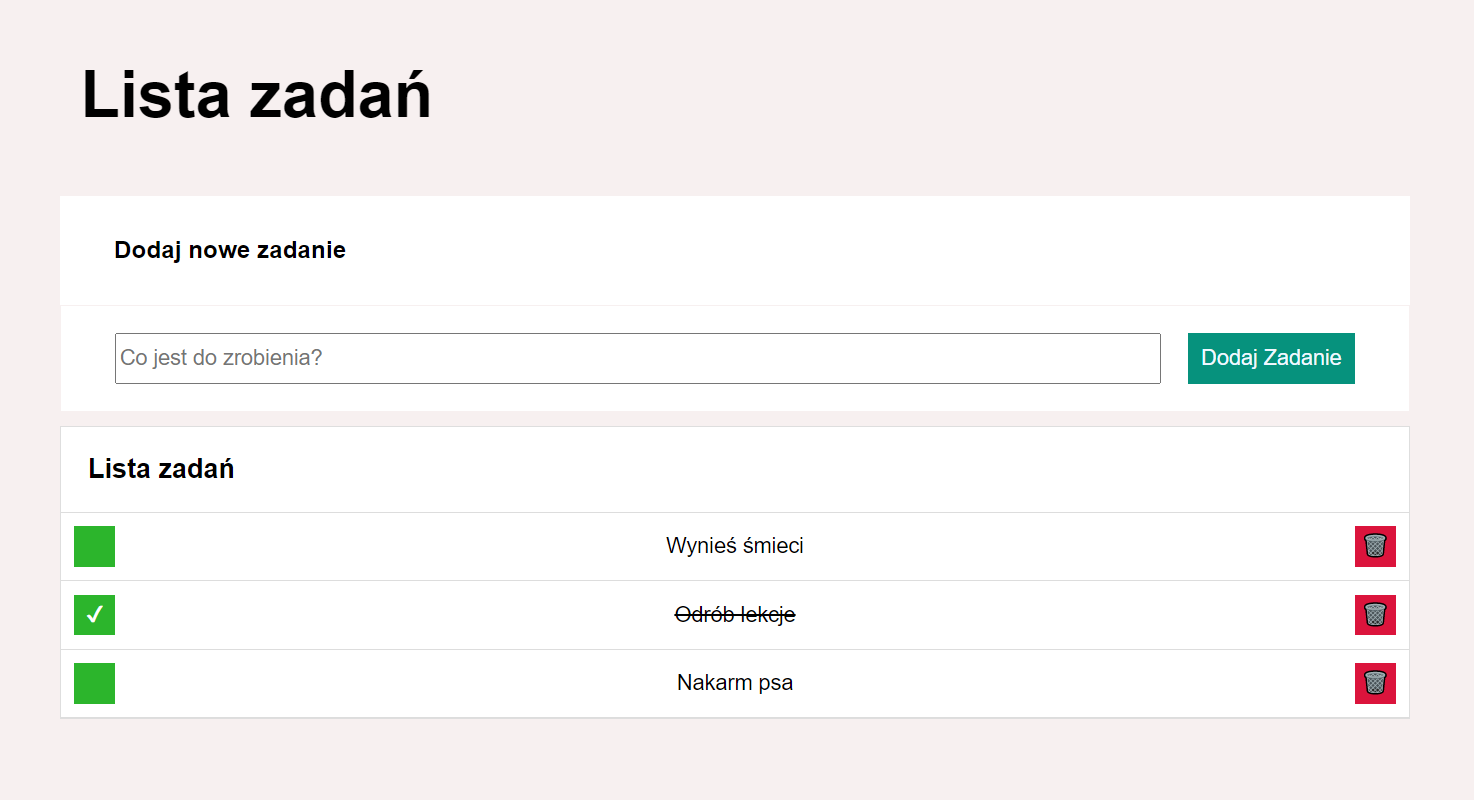 Lista zadań
Dodaj nowe zadanie
Co jest do zrobienia?
Dodaj Zadanie
Lista zadań
Wynieś śmieci
Odrób lekcje
Nakarm psa